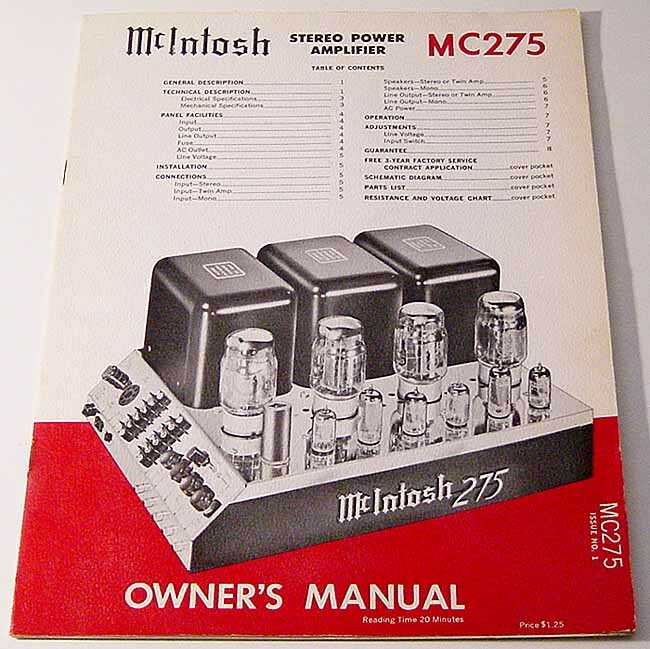 McIntosh STEREO POWER AMPLIFIER MC275
TABLE OF CONTENTS
GENERAL DESCRIPTION 1
TECHNICAL DESCRIPTION 1
Electrical Specifications 3
Mechanical Specifications 3
PANEL FACILITIES 4
Input 4
Output 4
Line Output 4
Fuse 4
AC Outlet 4
Line Voltage 5
INSTALLATION 5
CONNECTIONS 5
Input—Stereo 5
Input—Twin Amp. 5
Input—Mono 5
Speakers—Stereo or Twin Amp. 5
Speakers—Mono 6
Line Output—Stereo or Twin Amp. 6
Line Output—Mono 6
AC Power 7
OPERATION 7
ADJUSTMENTS 7
Line Voltage 7
Input Switch 7
GUARANTEE 8
FREE 3-YEAR FACTORY SERVICE
CONTRACT APPLICATION cover pocket
SCHEMATIC DIAGRAM cover pocket
PARTS LIST cover pocket
RESISTANCE AND VOLTAGE CHART cover pocket
McIntosh 275
MC275
ISSUE NO. 1
OWNER'S MANUAL
Reading Time 20 Minutes
Price $1.25